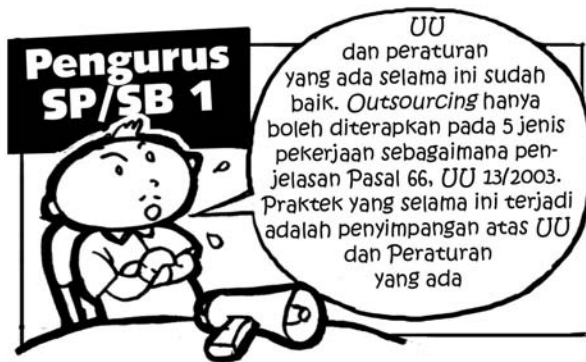 Pengurus
SP/SB 1
UU
dan peraturan
yang ada selama ini sudah
baik. Outsourcing hanya
boleh diterapkan pada 5 jenis
pekerjaan sebagaimana pen-
jelasan Pasal 66, UU 13/2003.
Praktek yang selama ini terjadi
adalah penyimpangan atas UU
dan Peraturan
yang ada